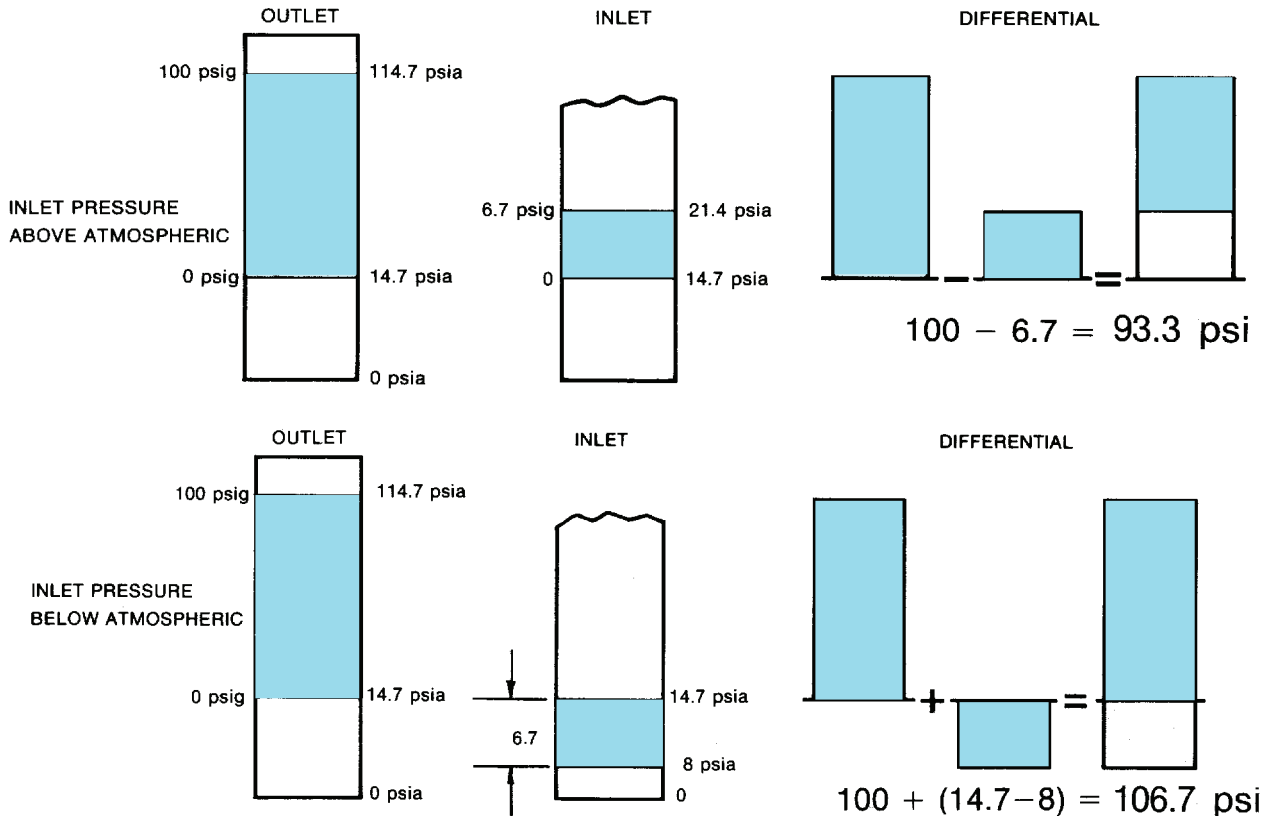 OUTLET
INLET
DIFFERENTIAL
100 psig
114.7 psia
INLET PRESSURE
ABOVE ATMOSPHERIC
6.7 psig
21.4 psia
0 psig
14.7 psia
0
14.7 psia
− =
100 − 6.7 = 93.3 psi
0 psia
OUTLET
INLET
DIFFERENTIAL
100 psig
114.7 psia
INLET PRESSURE
BELOW ATMOSPHERIC
0 psig
14.7 psia
14.7 psia
+ =
6.7
8 psia
0 psia
0
100 + (14.7−8) = 106.7 psi